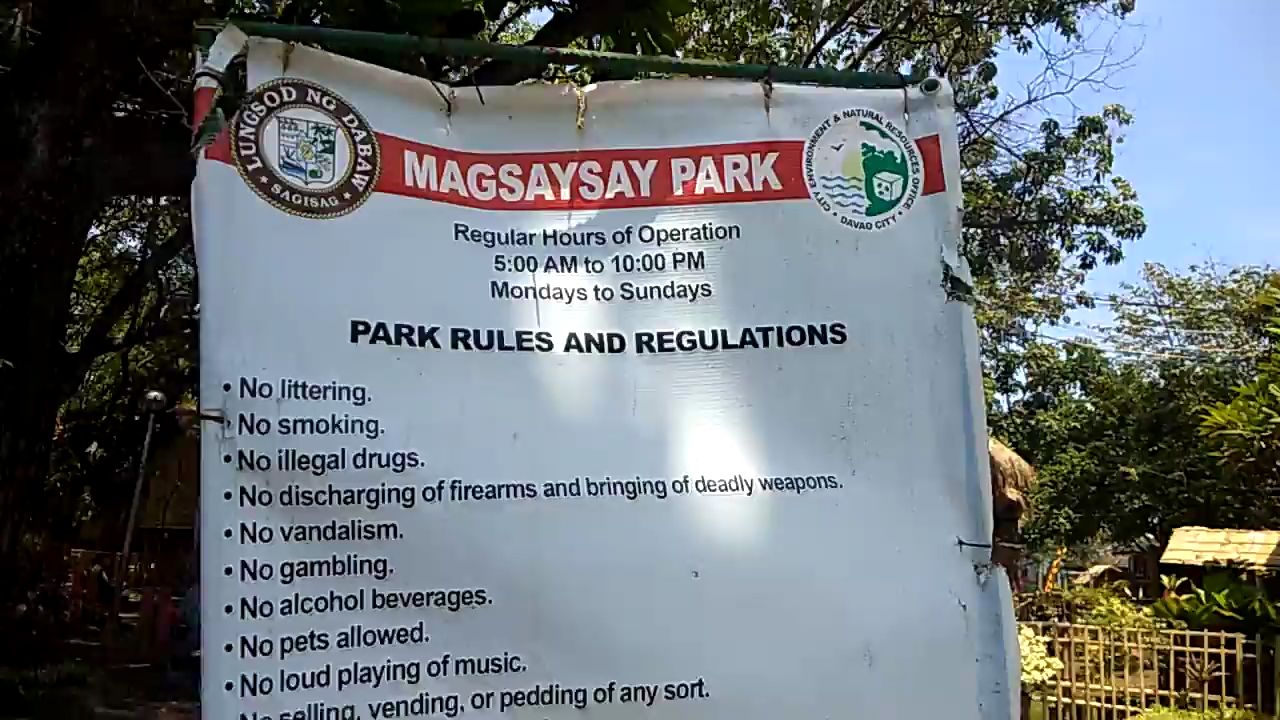 LUNGSOD NG DABAW
SAGISAG
MAGSAYSAY PARK
CITY ENVIRONMENT & NATURAL RESOURCES OFFICE
DAVAO CITY
Regular Hours of Operation
5:00 AM to 10:00 PM
Mondays to Sundays
PARK RULES AND REGULATIONS
• No littering.
• No smoking.
• No illegal drugs.
• No discharging of firearms and bringing of deadly weapons.
• No vandalism.
• No gambling.
• No alcohol beverages.
• No pets allowed.
• No loud playing of music.
No selling, vending, or pedding of any sort.